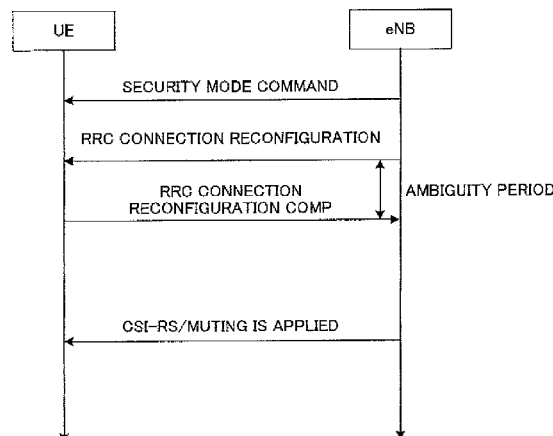 UE
eNB
SECURITY MODE COMMAND
RRC CONNECTION RECONFIGURATION
RRC CONNECTION
RECONFIGURATION COMP
AMBIGUITY PERIOD
CSI-RS/MUTING IS APPLIED